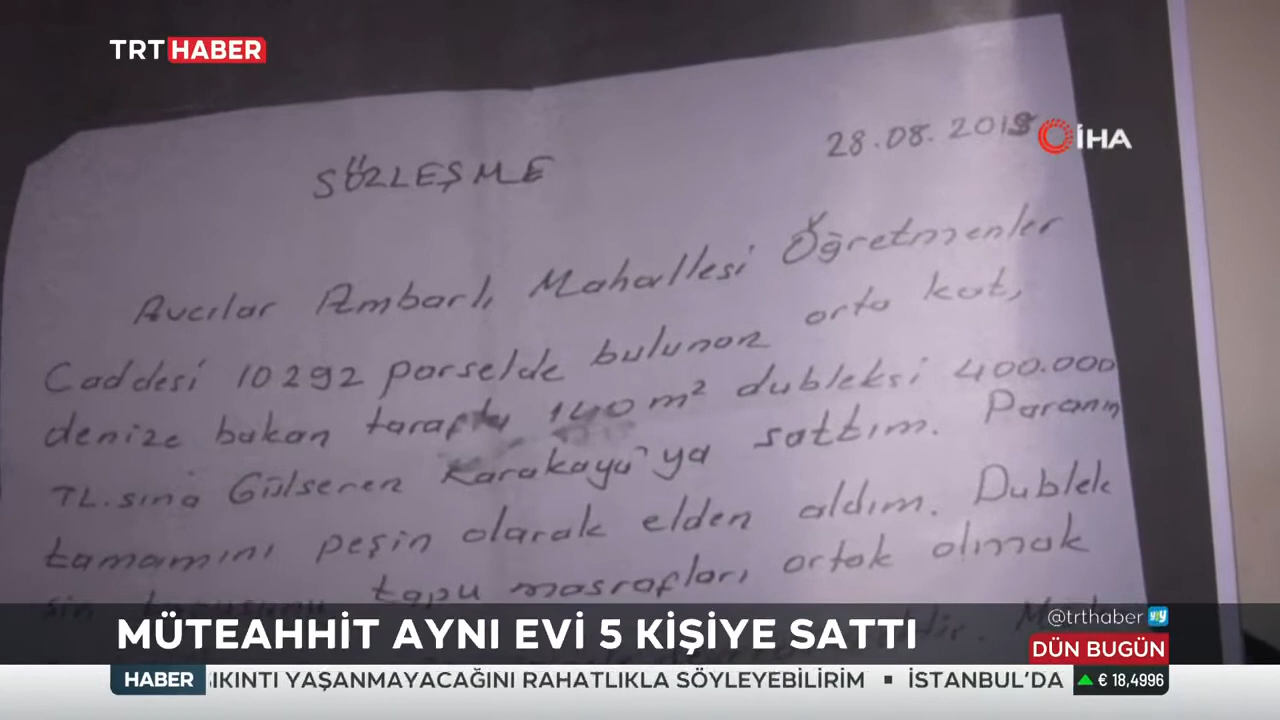 TRT HABER
28.08.2018
İHA
SÖZLEŞME
Avcılar Ambarlı Mahallesi Öğretmenler
Caddesi 10292 parselde bulunan orta kat,
denize bakan tarafta 140 m² dubleksi 400.000
TL.sına Gülseren Karakaya'ya sattım. Paranın
tamamını peşin olarak elden aldım. Dublek
tapu masrafları ortak olmak
MÜTEAHHİT AYNI EVİ 5 KİŞİYE SATTI
@trthaber
DÜN BUGÜN
HABER
IKINTI YAŞANMAYACAĞINI RAHATLIKLA SÖYLEYEBİLİRİM ▪ İSTANBUL'DA
€ 18,4996